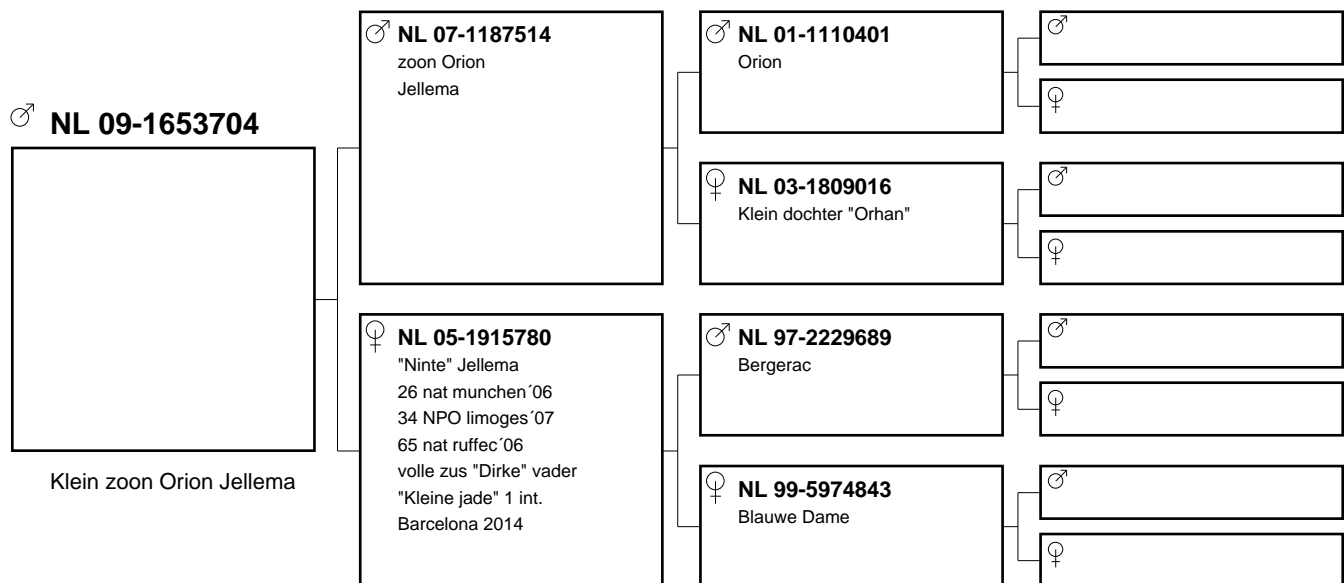 ♂ NL 09-1653704
Klein zoon Orion Jellema
♂ NL 07-1187514
zoon Orion
Jellema
♀ NL 05-1915780
"Ninte" Jellema
26 nat munchen´06
34 NPO limoges´07
65 nat ruffec´06
volle zus "Dirke" vader
"Kleine jade" 1 int.
Barcelona 2014
♂ NL 01-1110401
Orion
♀ NL 03-1809016
Klein dochter "Orhan"
♂ NL 97-2229689
Bergerac
♀ NL 99-5974843
Blauwe Dame
♂
♀
♂
♀
♂
♀
♂
♀